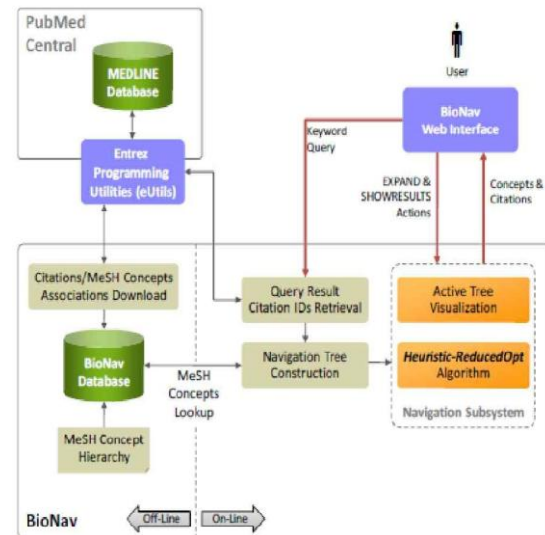 PubMed
Central
MEDLINE
Database
User
BioNav
Web Interface
Entrez
Programming
Utilities (eUtils)
Keyword
Query
EXPAND &
SHOWRESULTS
Actions
Concepts &
Citations
Citations/MeSH Concepts
Associations Download
Query Result
Citation IDs Retrieval
Active Tree
Visualization
BioNav
Database
MeSH
Concepts
Lookup
Navigation Tree
Construction
Heuristic-ReducedOpt
Algorithm
Navigation Subsystem
MeSH Concept
Hierarchy
BioNav
Off-Line
On-Line